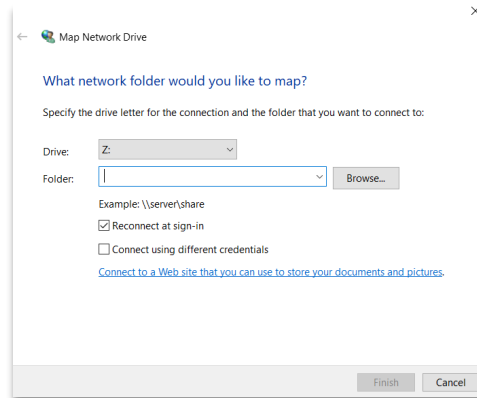 Map Network Drive
What network folder would you like to map?
Specify the drive letter for the connection and the folder that you want to connect to:
Drive: Z:
Folder: Browse...
Example: \\server\share
Reconnect at sign-in
Connect using different credentials
Connect to a Web site that you can use to store your documents and pictures.
Finish Cancel